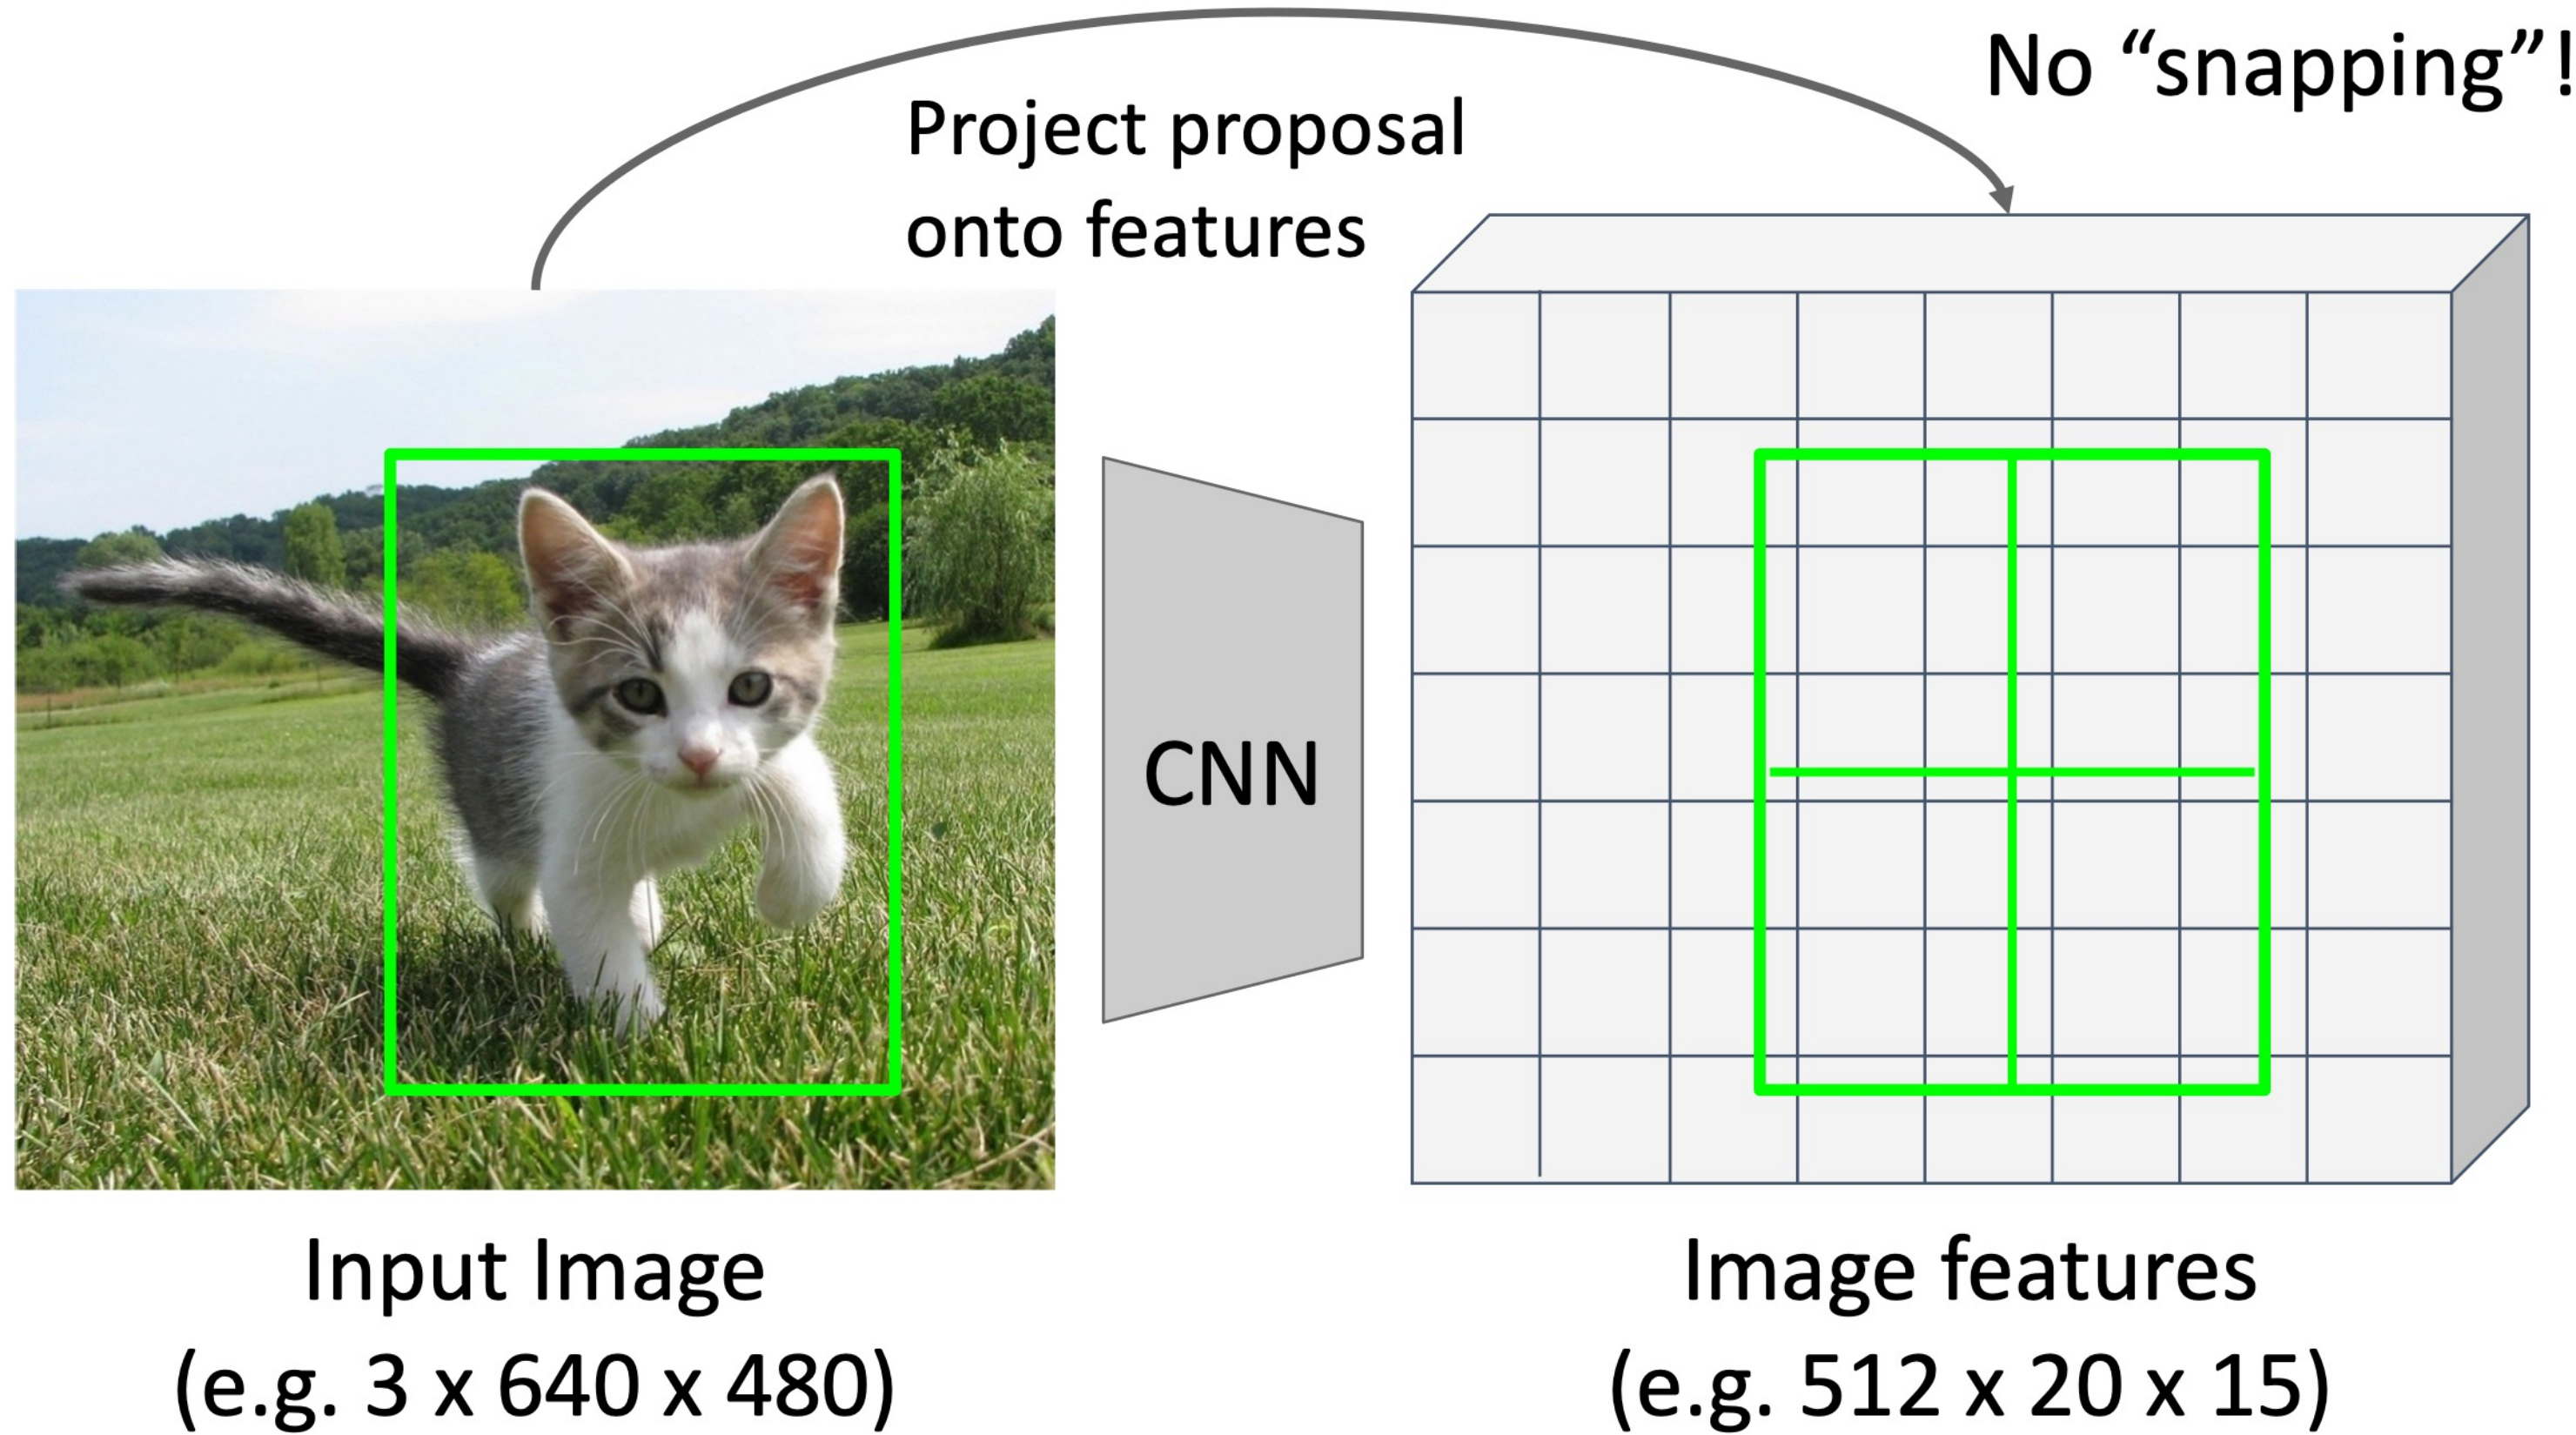 No “snapping”!
Project proposal
onto features
CNN
Input Image
(e.g. 3 x 640 x 480)
Image features
(e.g. 512 x 20 x 15)